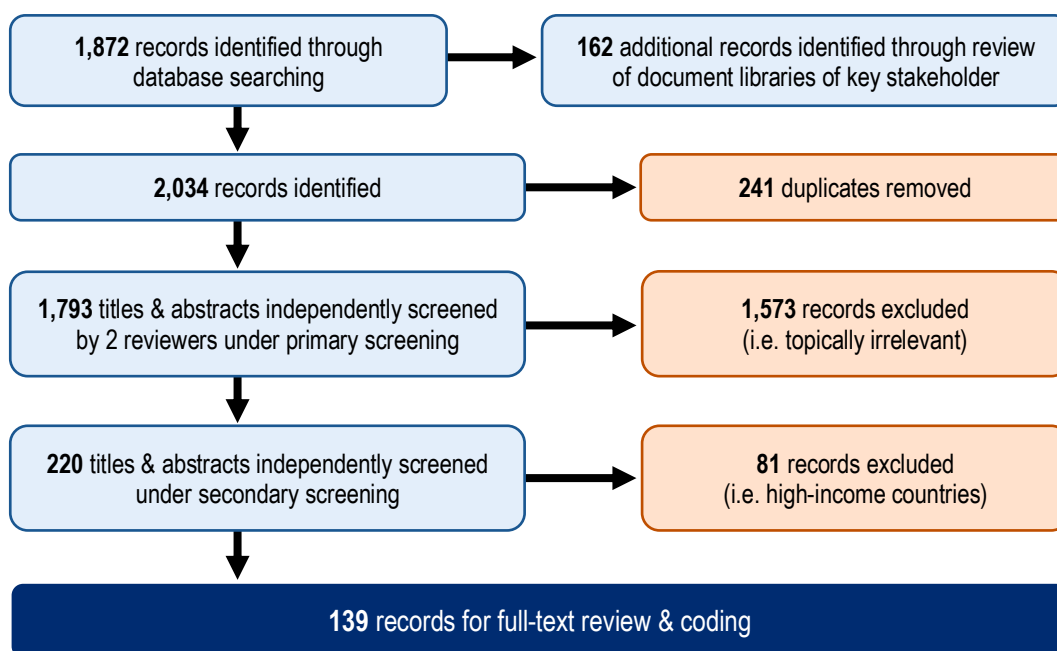 1,872 records identified through
database searching
162 additional records identified through review
of document libraries of key stakeholder
2,034 records identified
241 duplicates removed
1,793 titles & abstracts independently screened
by 2 reviewers under primary screening
1,573 records excluded
(i.e. topically irrelevant)
220 titles & abstracts independently screened
under secondary screening
81 records excluded
(i.e. high-income countries)
139 records for full-text review & coding